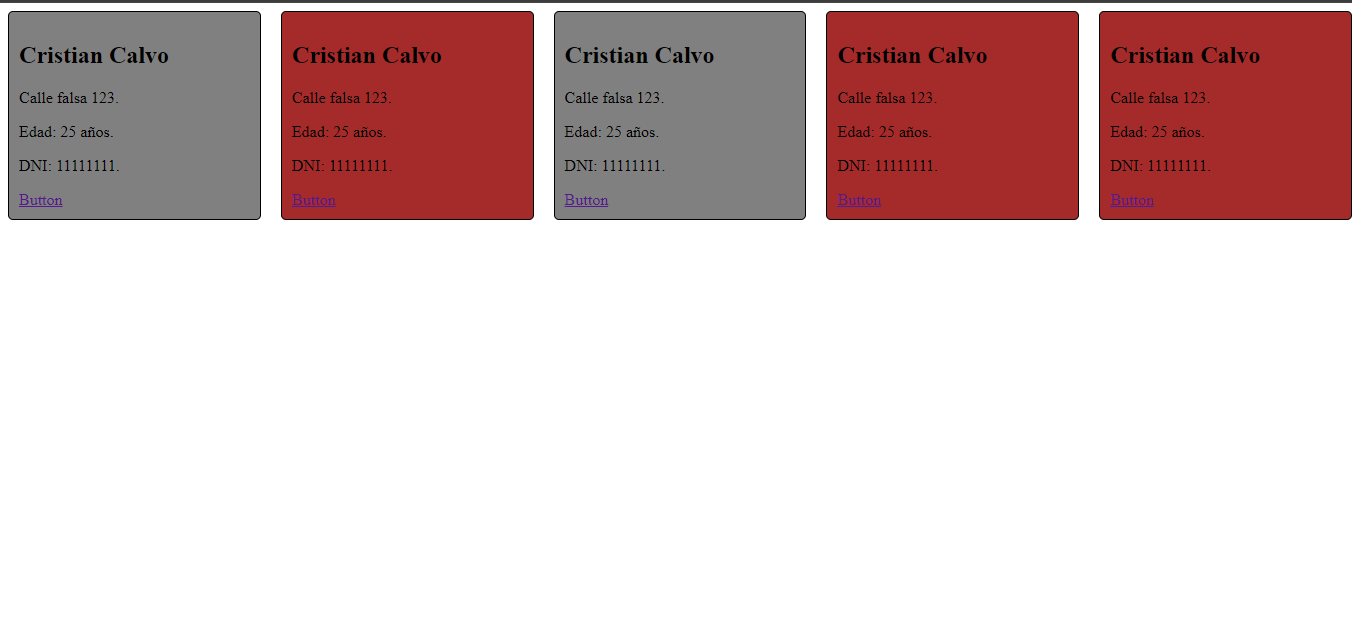 Cristian Calvo
Calle falsa 123.
Edad: 25 años.
DNI: 11111111.
Button
Cristian Calvo
Calle falsa 123.
Edad: 25 años.
DNI: 11111111.
Button
Cristian Calvo
Calle falsa 123.
Edad: 25 años.
DNI: 11111111.
Button
Cristian Calvo
Calle falsa 123.
Edad: 25 años.
DNI: 11111111.
Button
Cristian Calvo
Calle falsa 123.
Edad: 25 años.
DNI: 11111111.
Button